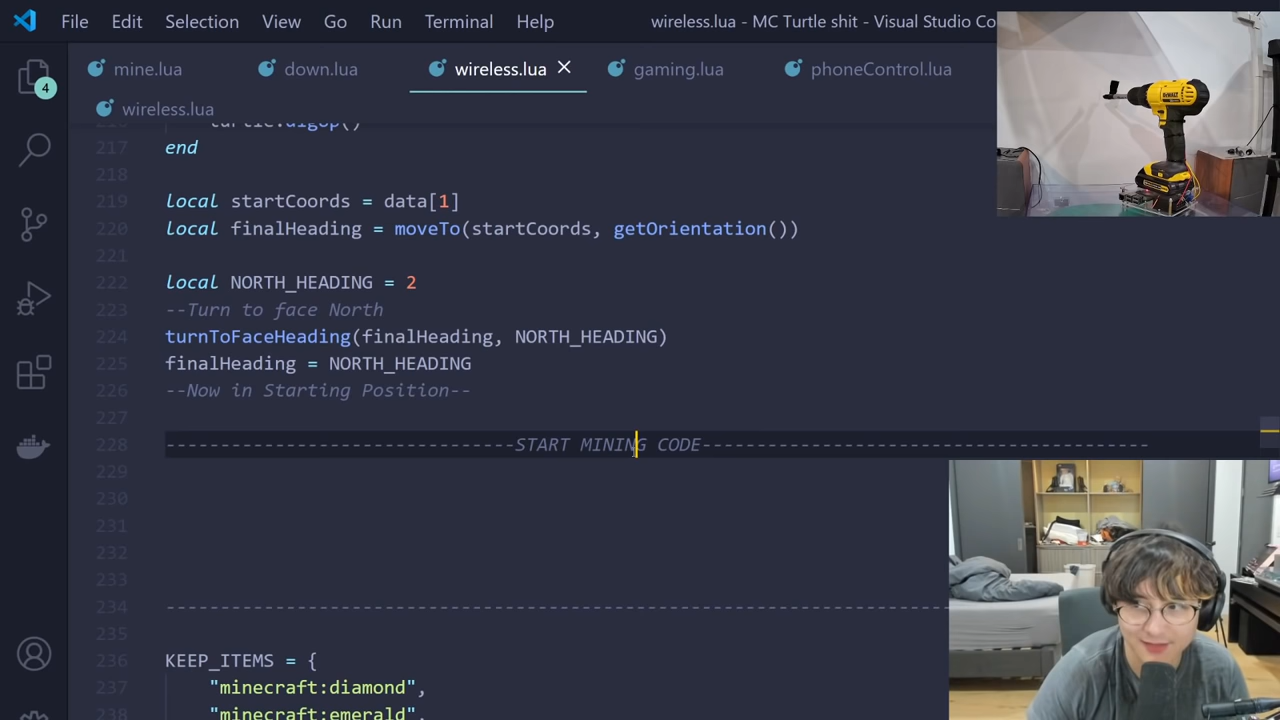 File Edit Selection View Go Run Terminal Help wireless.lua - MC Turtle shit - Visual Studio Co
mine.lua down.lua wireless.lua gaming.lua phoneControl.lua
wireless.lua
4
216 turtle.digUp()
217 end
218
219 local startCoords = data[1]
220 local finalHeading = moveTo(startCoords, getOrientation())
221
222 local NORTH_HEADING = 2
223 --Turn to face North
224 turnToFaceHeading(finalHeading, NORTH_HEADING)
225 finalHeading = NORTH_HEADING
226 --Now in Starting Position--
227
228 --------------------------------START MINING CODE-----------------------------------------
229
230
231
232
233
234 ------------------------------------------------------------------------
235
236 KEEP_ITEMS = {
237 "minecraft:diamond",
238 "minecraft:emerald",
DEWALT